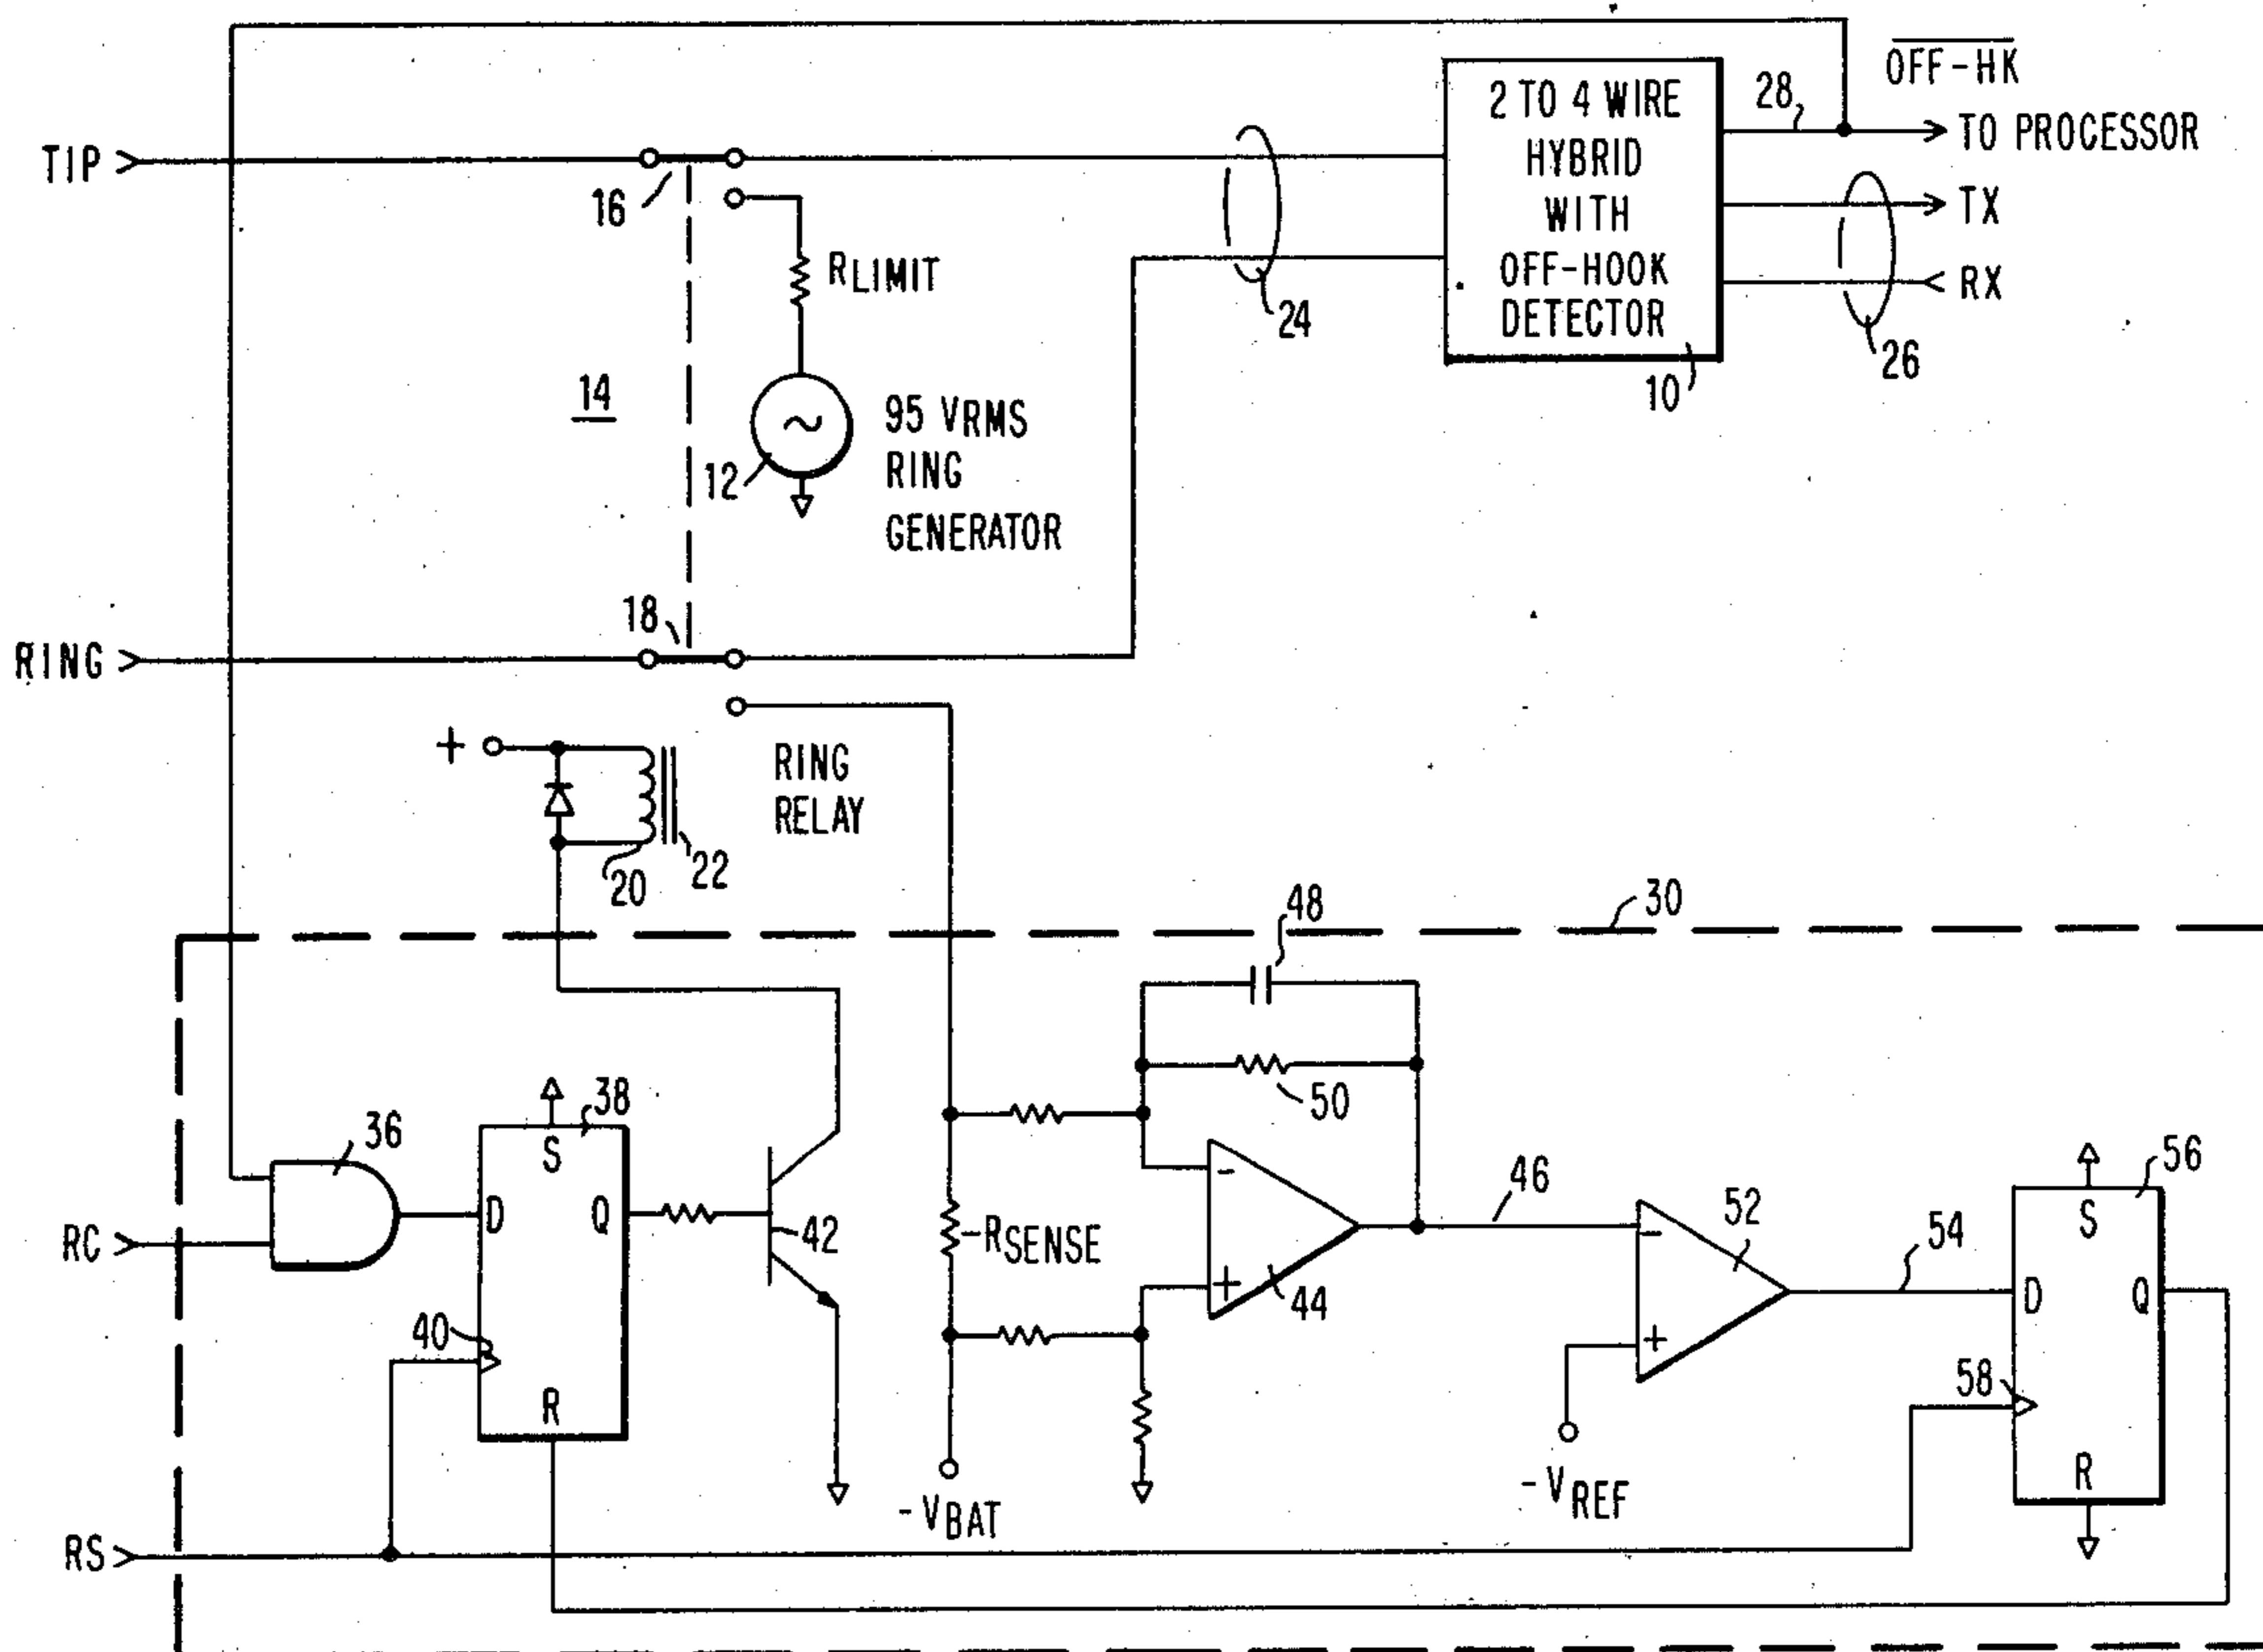 OFF-HK
2 TO 4 WIRE
HYBRID
WITH
OFF-HOOK
DETECTOR
28
TO PROCESSOR
TX
RX
26
10
24
TIP
16
RLIMIT
14
95 VRMS
RING
GENERATOR
12
18
RING
+
RING
RELAY
20
22
30
48
50
36
38
S
D
Q
R
40
RC
42
-RSENSE
-
+
44
46
52
-
+
54
56
S
D
Q
R
58
-VBAT
-VREF
RS